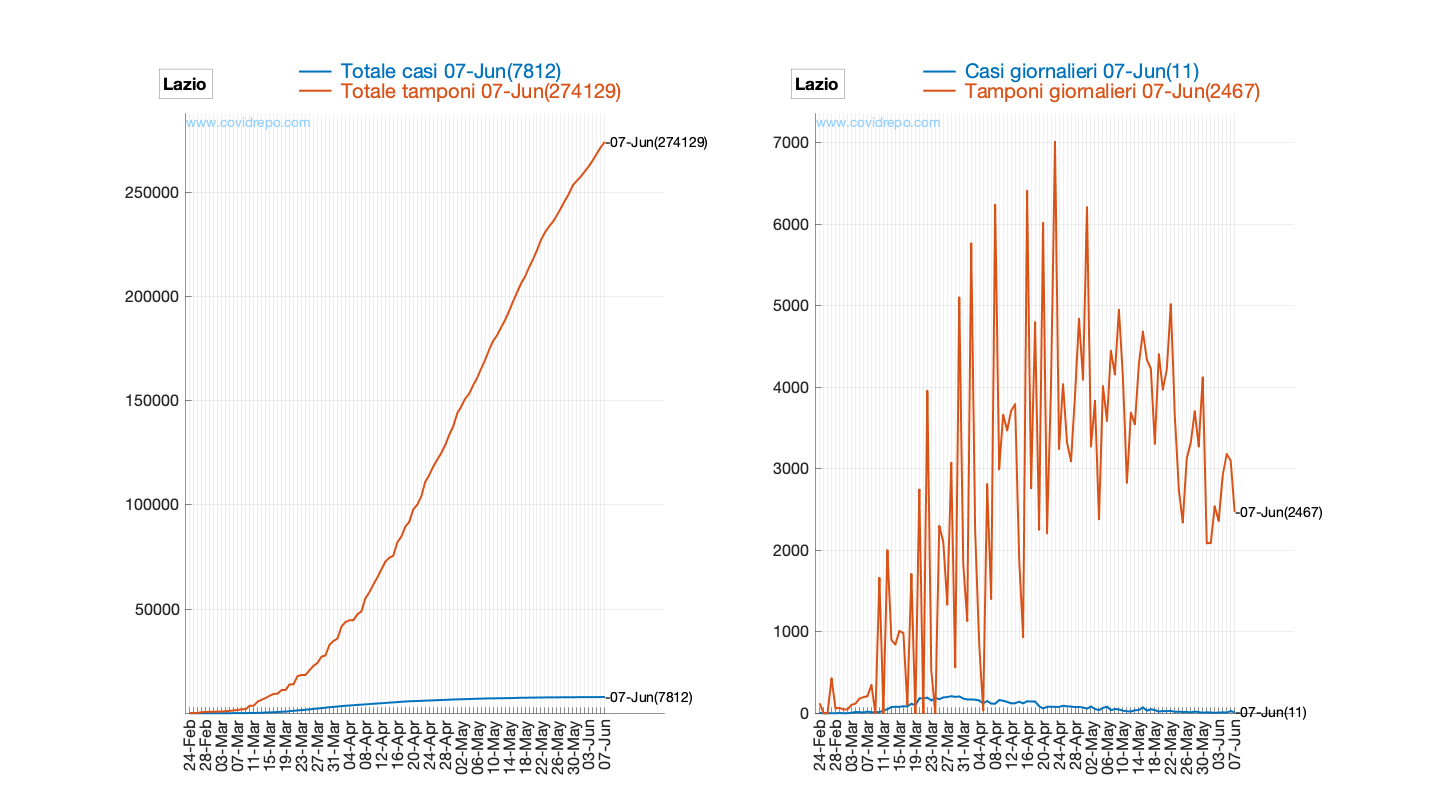 Lazio
Totale casi 07-Jun(7812)
Totale tamponi 07-Jun(274129)
www.covidrepo.com
-07-Jun(274129)
250000
200000
150000
100000
50000
-07-Jun(7812)
24-Feb
28-Feb
03-Mar
07-Mar
11-Mar
15-Mar
19-Mar
23-Mar
27-Mar
31-Mar
04-Apr
08-Apr
12-Apr
16-Apr
20-Apr
24-Apr
28-Apr
02-May
06-May
10-May
14-May
18-May
22-May
26-May
30-May
03-Jun
07-Jun
Lazio
Casi giornalieri 07-Jun(11)
Tamponi giornalieri 07-Jun(2467)
www.covidrepo.com
7000
6000
5000
4000
3000
-07-Jun(2467)
2000
1000
0
-07-Jun(11)
24-Feb
28-Feb
03-Mar
07-Mar
11-Mar
15-Mar
19-Mar
23-Mar
27-Mar
31-Mar
04-Apr
08-Apr
12-Apr
16-Apr
20-Apr
24-Apr
28-Apr
02-May
06-May
10-May
14-May
18-May
22-May
26-May
30-May
03-Jun
07-Jun